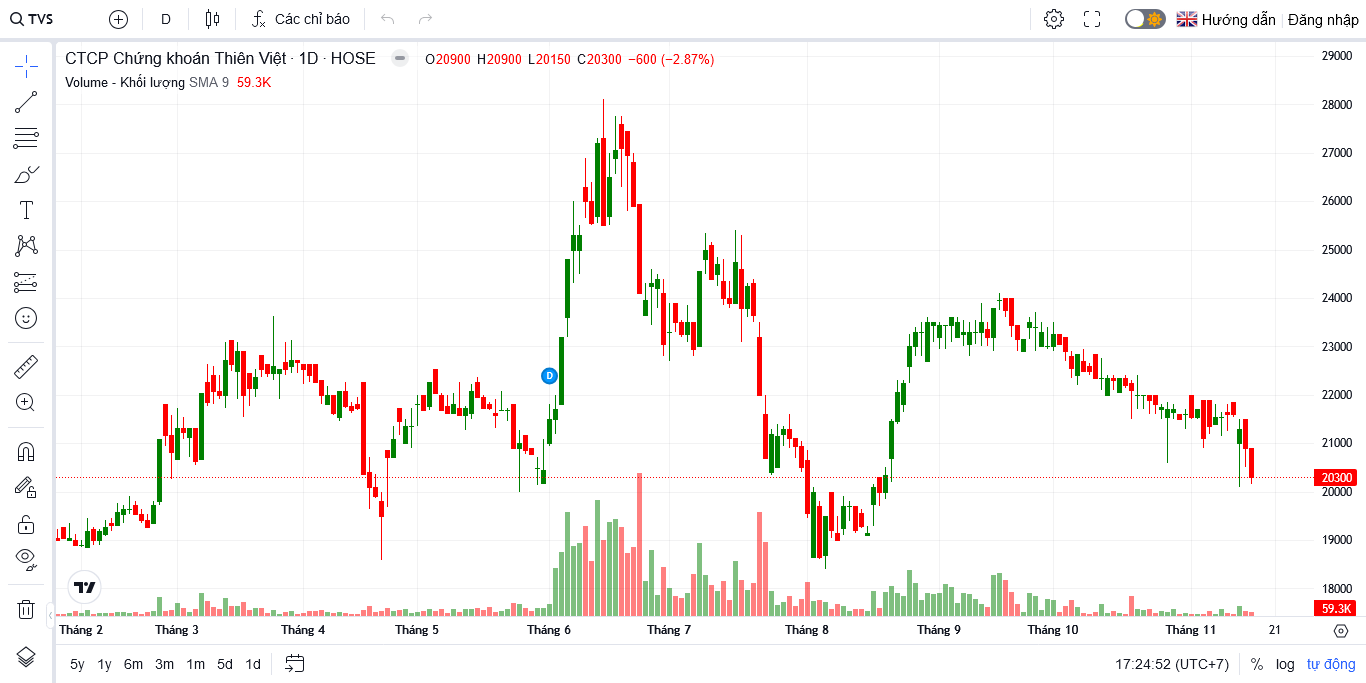 TVS D Các chỉ báo Hướng dẫn Đăng nhập
CTCP Chứng khoán Thiên Việt · 1D · HOSE O20900 H20900 L20150 C20300 −600 (−2.87%)
Volume - Khối lượng SMA 9 59.3K
29000
28000
27000
26000
25000
24000
23000
22000
21000
20300
20000
19000
18000
59.3K
D
Tháng 2 Tháng 3 Tháng 4 Tháng 5 Tháng 6 Tháng 7 Tháng 8 Tháng 9 Tháng 10 Tháng 11 21
5y 1y 6m 3m 1m 5d 1d 17:24:52 (UTC+7) % log tự động